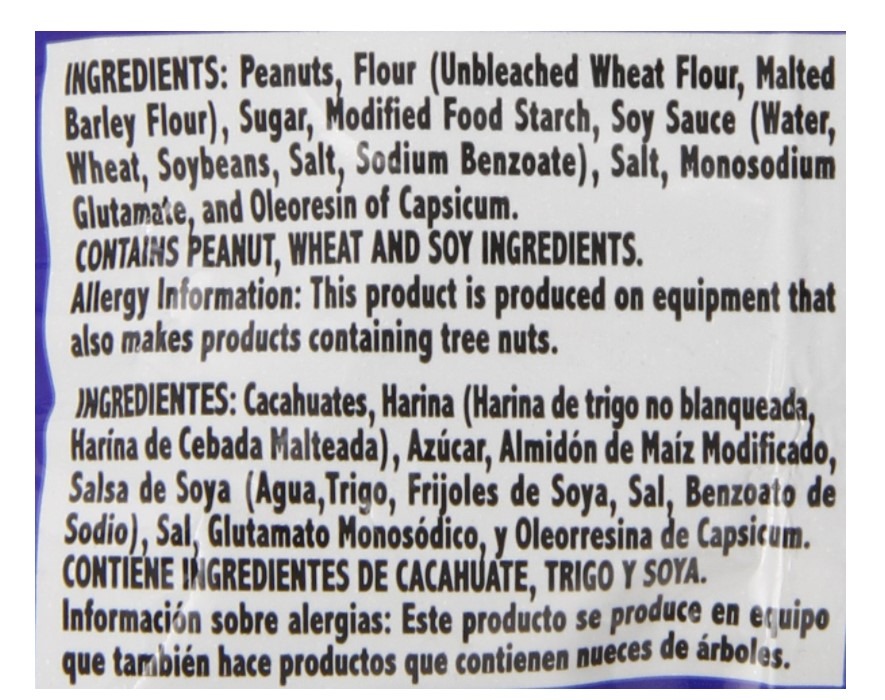 INGREDIENTS: Peanuts, Flour (Unbleached Wheat Flour, Malted
Barley Flour), Sugar, Modified Food Starch, Soy Sauce (Water,
Wheat, Soybeans, Salt, Sodium Benzoate), Salt, Monosodium
Glutamate, and Oleoresin of Capsicum.
CONTAINS PEANUT, WHEAT AND SOY INGREDIENTS.
Allergy Information: This product is produced on equipment that
also makes products containing tree nuts.
INGREDIENTES: Cacahuates, Harina (Harina de trigo no blanqueada,
Harina de Cebada Malteada), Azúcar, Almidón de Maíz Modificado,
Salsa de Soya (Agua,Trigo, Frijoles de Soya, Sal, Benzoato de
Sodio), Sal, Glutamato Monosódico, y Oleorresina de Capsicum.
CONTIENE INGREDIENTES DE CACAHUATE, TRIGO Y SOYA.
Información sobre alergias: Este producto se produce en equipo
que también hace productos que contienen nueces de árboles.